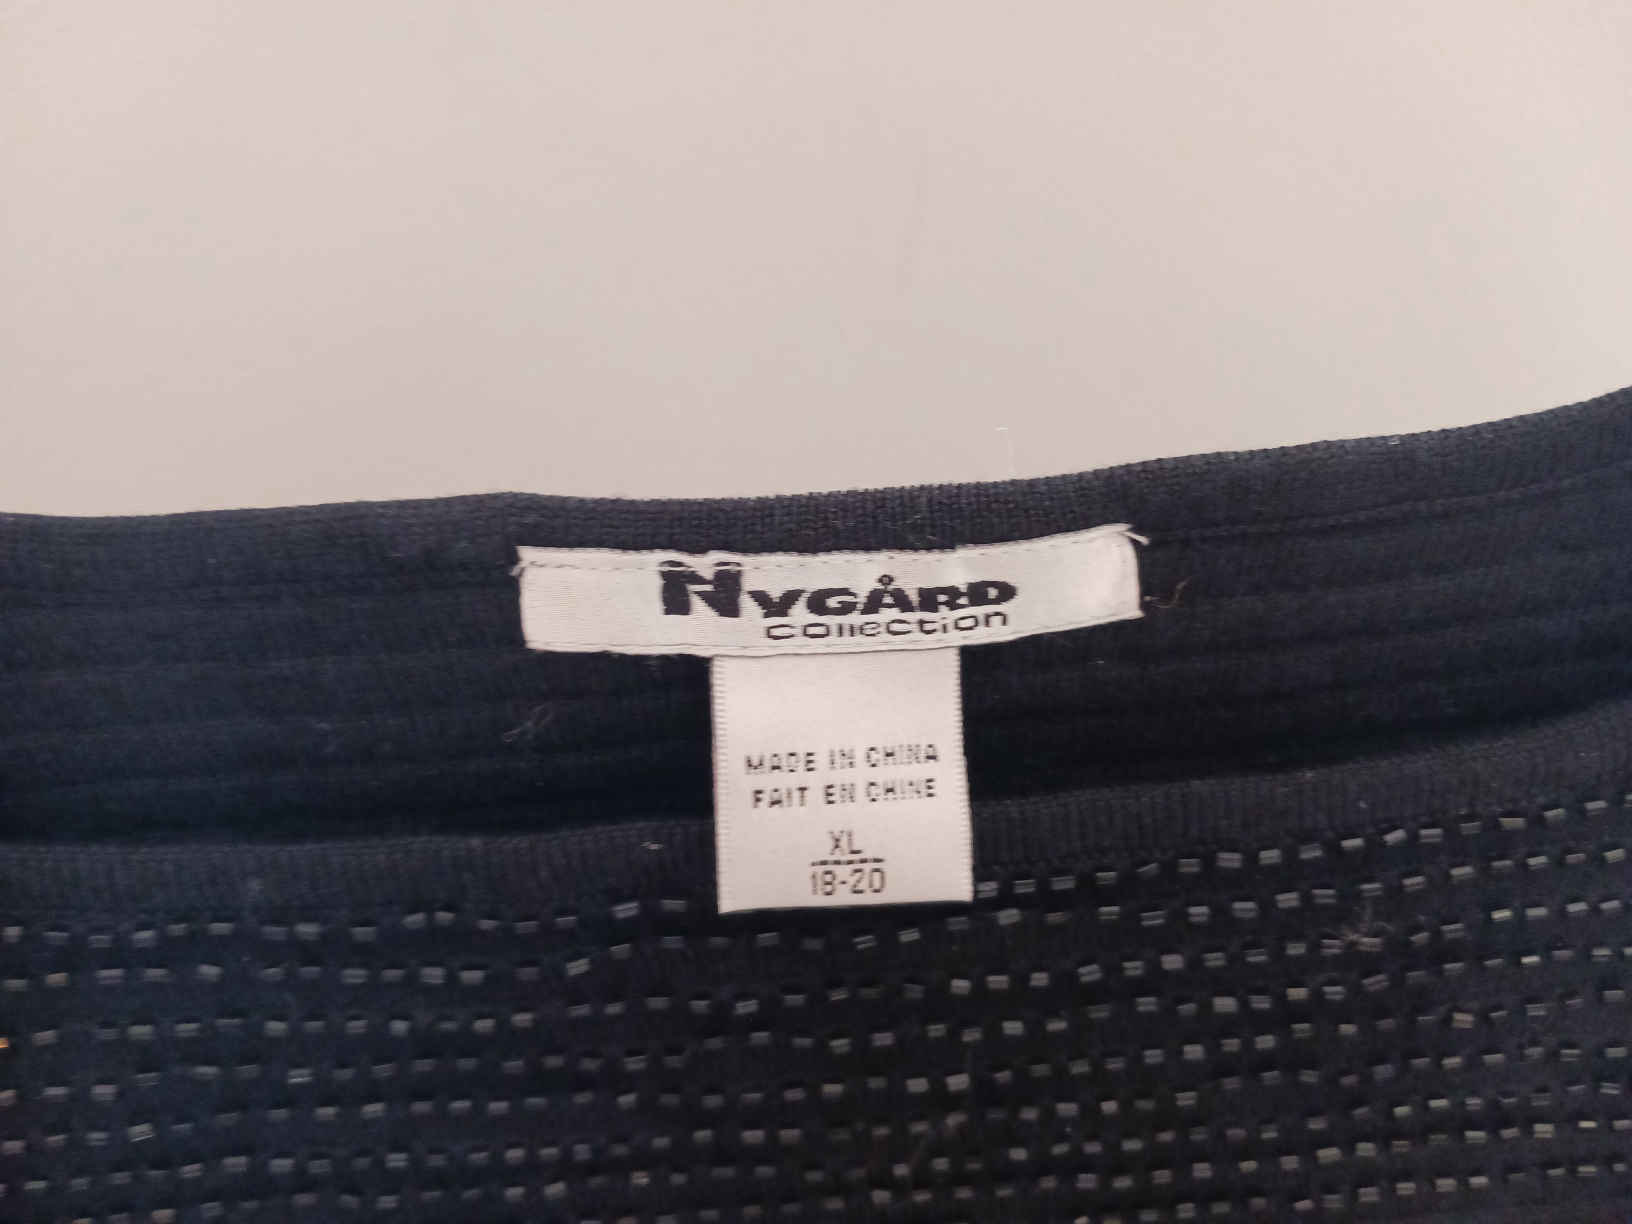 NYGÅRD
collection
MADE IN CHINA
FAIT EN CHINE
XL
18-20